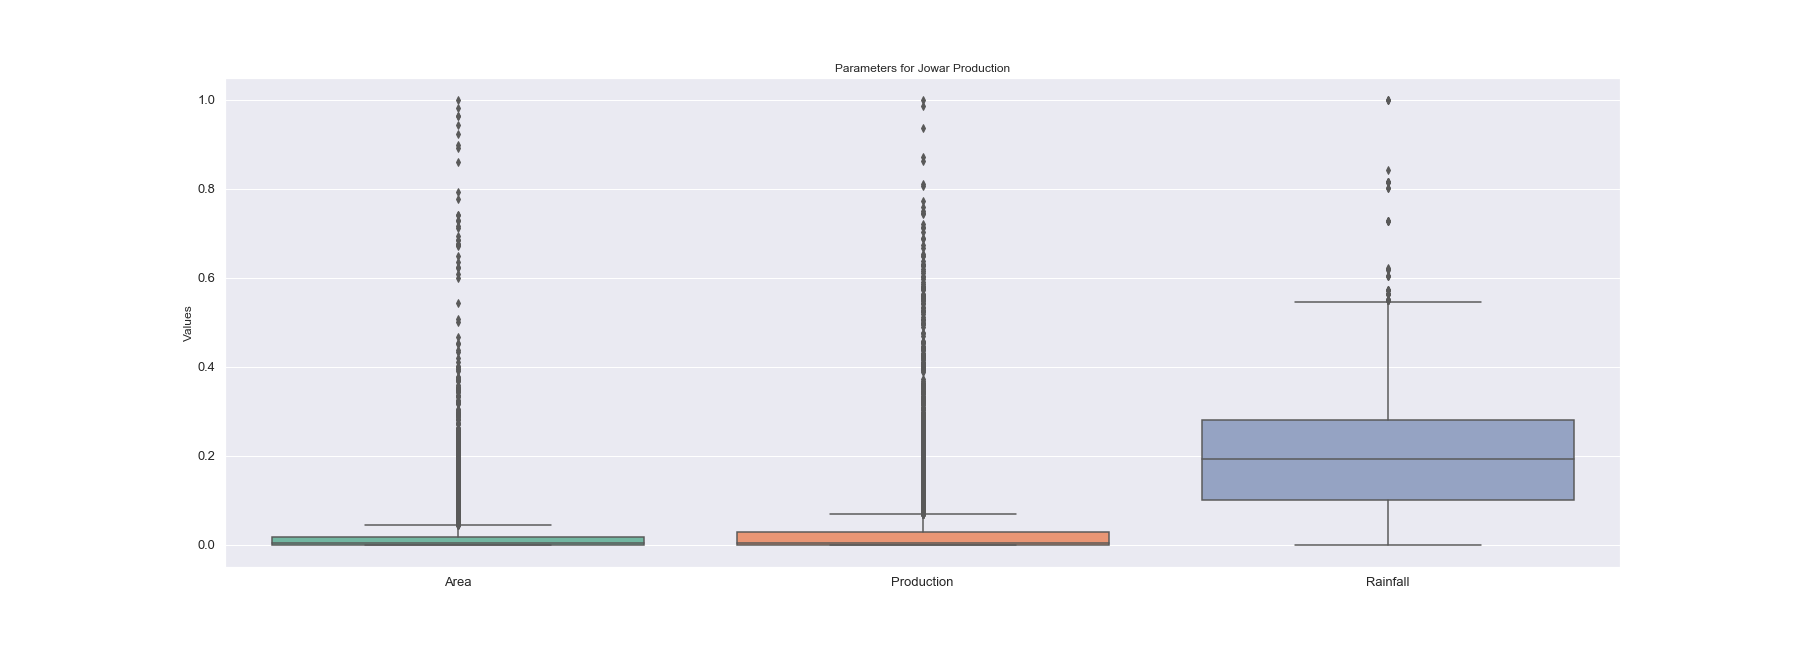 Parameters for Jowar Production
1.0
0.8
0.6
0.4
0.2
0.0
Values
Area
Production
Rainfall